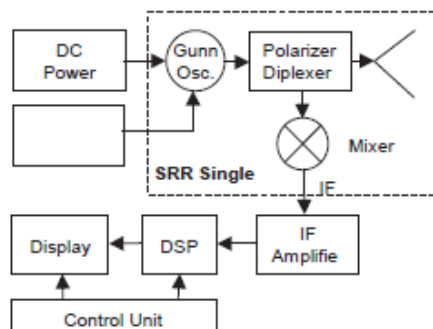 DC
Power
Gunn
Osc.
Polarizer
Diplexer
Mixer
SRR Single
IF
Display
DSP
IF
Amplifie
Control Unit